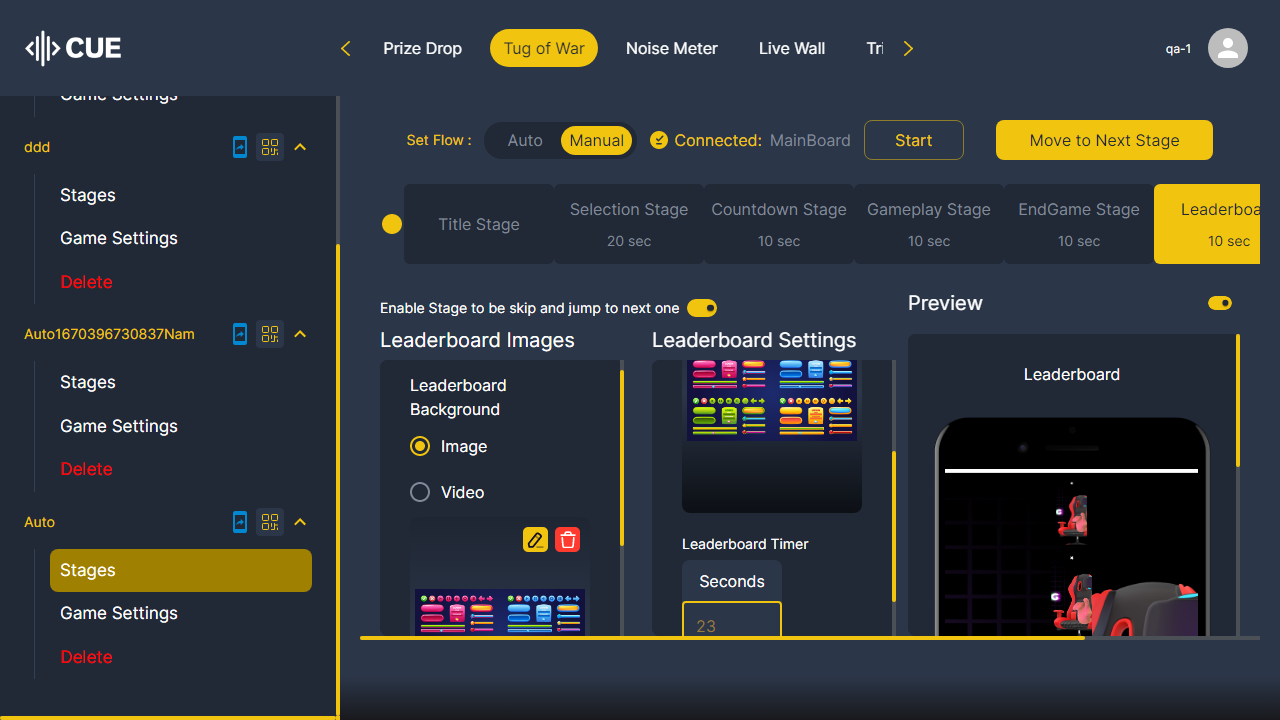 CUE
Prize Drop
Tug of War
Noise Meter
Live Wall
qa-1
Game Settings
ddd
Stages
Game Settings
Delete
Auto1670396730837Nam
Stages
Game Settings
Delete
Auto
Stages
Game Settings
Delete
Set Flow :
Auto
Manual
Connected: MainBoard
Start
Move to Next Stage
Title Stage
Selection Stage
20 sec
Countdown Stage
10 sec
Gameplay Stage
10 sec
EndGame Stage
10 sec
Leaderboa
10 sec
Enable Stage to be skip and jump to next one
Leaderboard Images
Leaderboard
Background
Image
Video
Leaderboard Settings
Leaderboard Timer
Seconds
23
Preview
Leaderboard